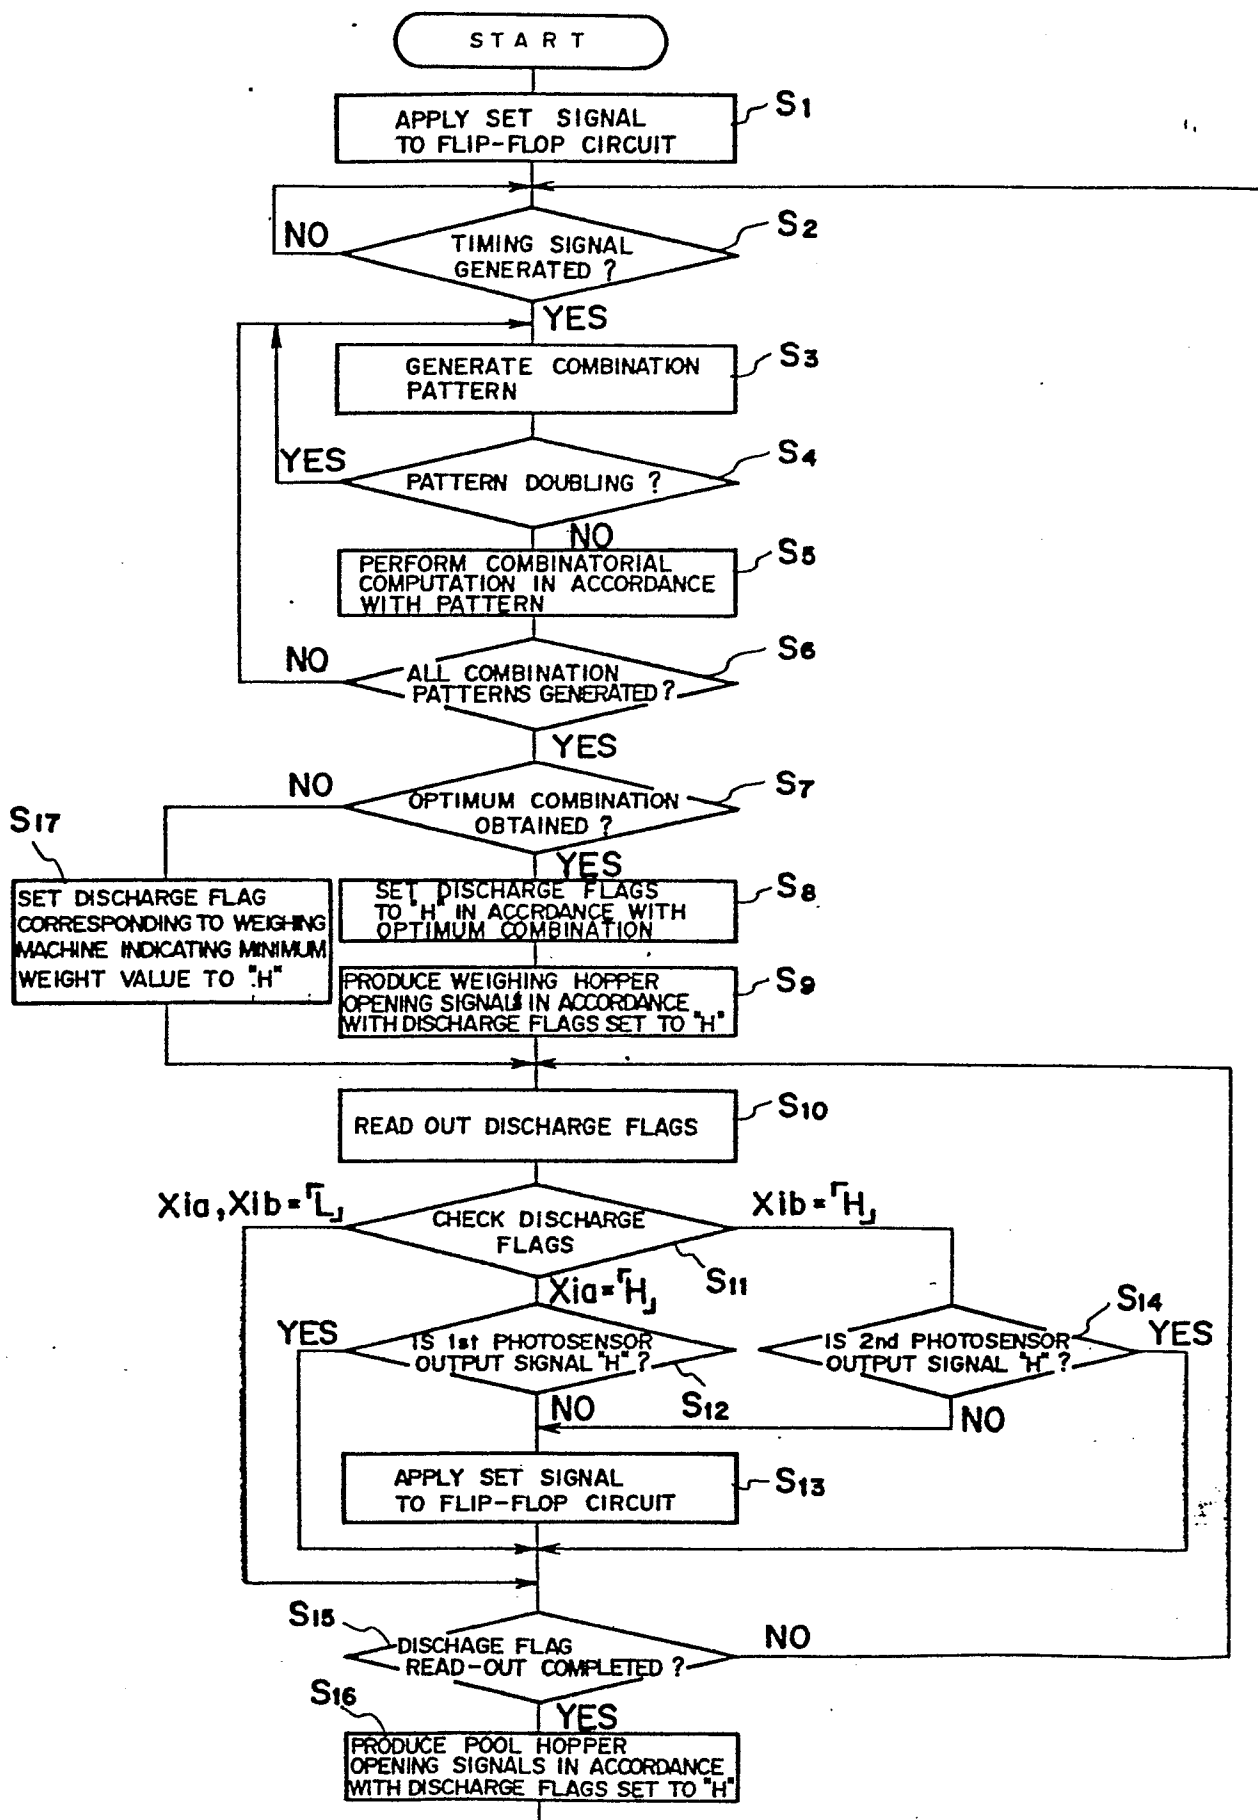 START
APPLY SET SIGNAL
TO FLIP-FLOP CIRCUIT
S1
NO
TIMING SIGNAL
GENERATED ?
S2
YES
GENERATE COMBINATION
PATTERN
S3
YES
PATTERN DOUBLING ?
S4
NO
PERFORM COMBINATORIAL
COMPUTATION IN ACCORDANCE
WITH PATTERN
S5
NO
ALL COMBINATION
PATTERNS GENERATED ?
S6
YES
NO
OPTIMUM COMBINATION
OBTAINED ?
S7
YES
S17
SET DISCHARGE FLAG
CORRESPONDING TO WEIGHING
MACHINE INDICATING MINIMUM
WEIGHT VALUE TO "H"
SET DISCHARGE FLAGS
TO "H" IN ACCRDANCE WITH
OPTIMUM COMBINATION
S8
PRODUCE WEIGHING HOPPER
OPENING SIGNALS IN ACCORDANCE
WITH DISCHARGE FLAGS SET TO "H"
S9
READ OUT DISCHARGE FLAGS
S10
Xia, Xib=「L」
CHECK DISCHARGE
FLAGS
Xib=「H」
S11
Xia=「H」
YES
IS 1st PHOTOSENSOR
OUTPUT SIGNAL "H" ?
S12
NO
IS 2nd PHOTOSENSOR
OUTPUT SIGNAL "H" ?
S14
YES
NO
APPLY SET SIGNAL
TO FLIP-FLOP CIRCUIT
S13
S15
DISCHAGE FLAG
READ-OUT COMPLETED ?
NO
YES
S16
PRODUCE POOL HOPPER
OPENING SIGNALS IN ACCORDANCE
WITH DISCHARGE FLAGS SET TO "H"